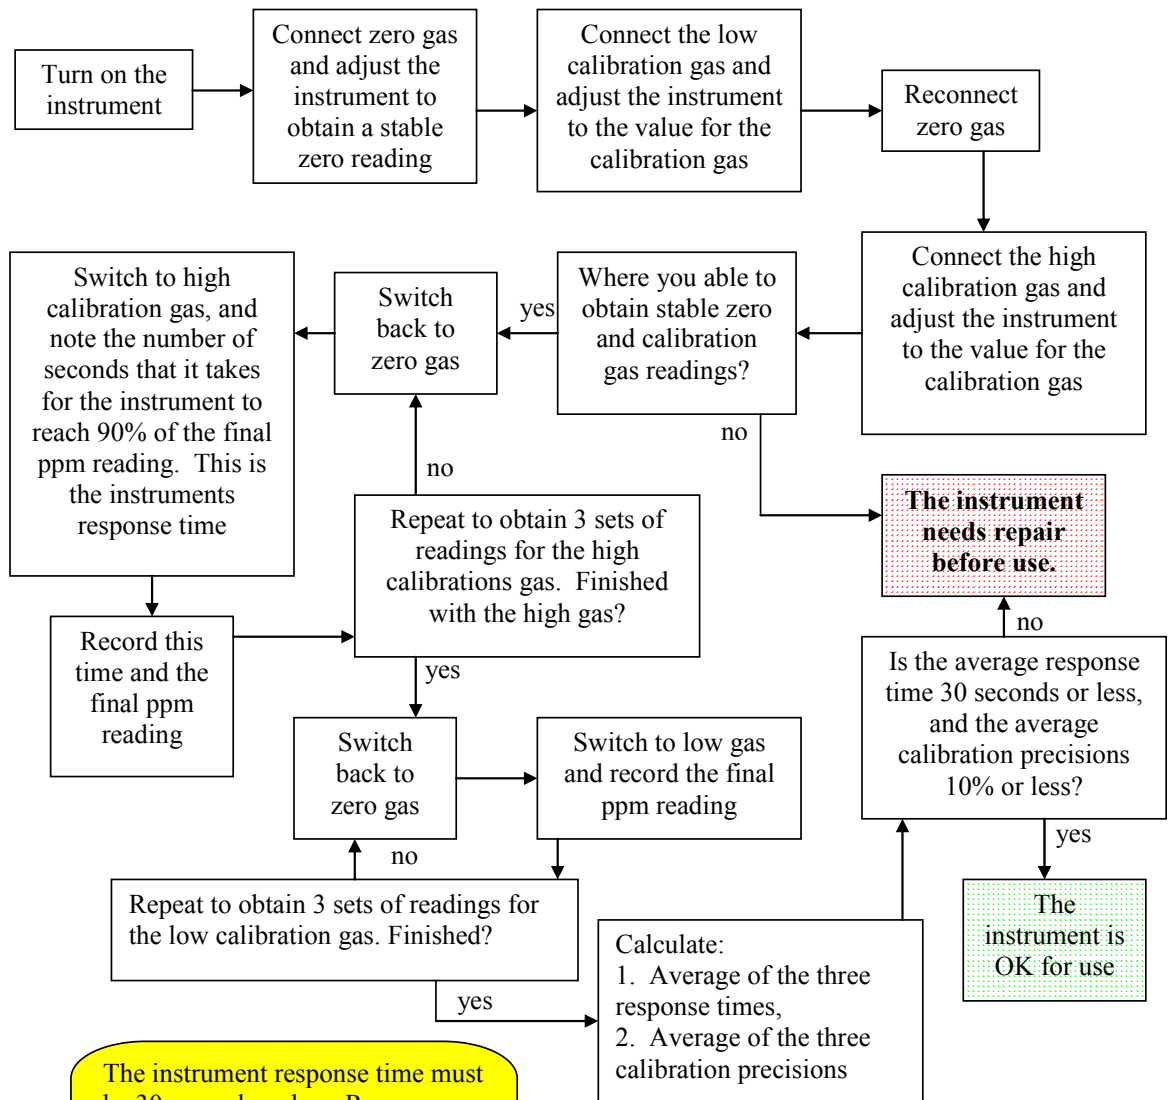 Turn on the
instrument
Connect zero gas
and adjust the
instrument to
obtain a stable
zero reading
Connect the low
calibration gas and
adjust the instrument
to the value for the
calibration gas
Reconnect
zero gas
Connect the high
calibration gas and
adjust the instrument
to the value for the
calibration gas
Where you able to
obtain stable zero
and calibration
gas readings?
yes
no
Switch
back to
zero gas
Switch to high
calibration gas, and
note the number of
seconds that it takes
for the instrument to
reach 90% of the final
ppm reading.  This is
the instruments
response time
Record this
time and the
final ppm
reading
Repeat to obtain 3 sets of
readings for the high
calibrations gas.  Finished
with the high gas?
no
yes
Switch
back to
zero gas
Switch to low gas
and record the final
ppm reading
Repeat to obtain 3 sets of readings for
the low calibration gas. Finished?
no
yes
Calculate:
1.  Average of the three
response times,
2.  Average of the three
calibration precisions
Is the average response
time 30 seconds or less,
and the average
calibration precisions
10% or less?
no
The instrument
needs repair
before use.
yes
The
instrument is
OK for use
The instrument response time must